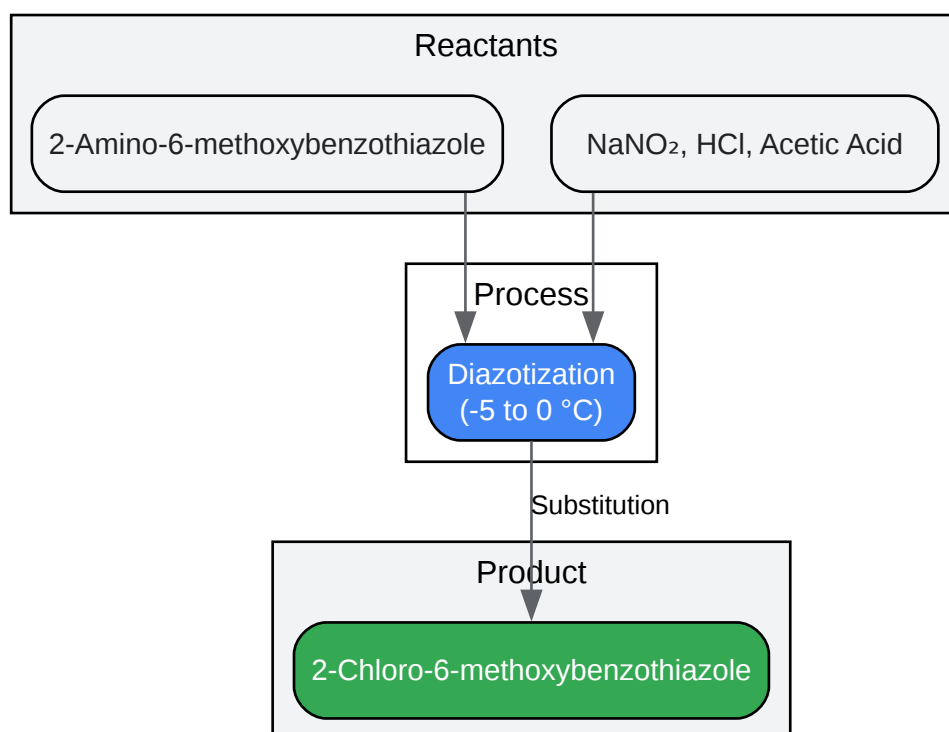 Reactants
2-Amino-6-methoxybenzothiazole
NaNO₂, HCl, Acetic Acid
Process
Diazotization
(-5 to 0 °C)
Substitution
Product
2-Chloro-6-methoxybenzothiazole